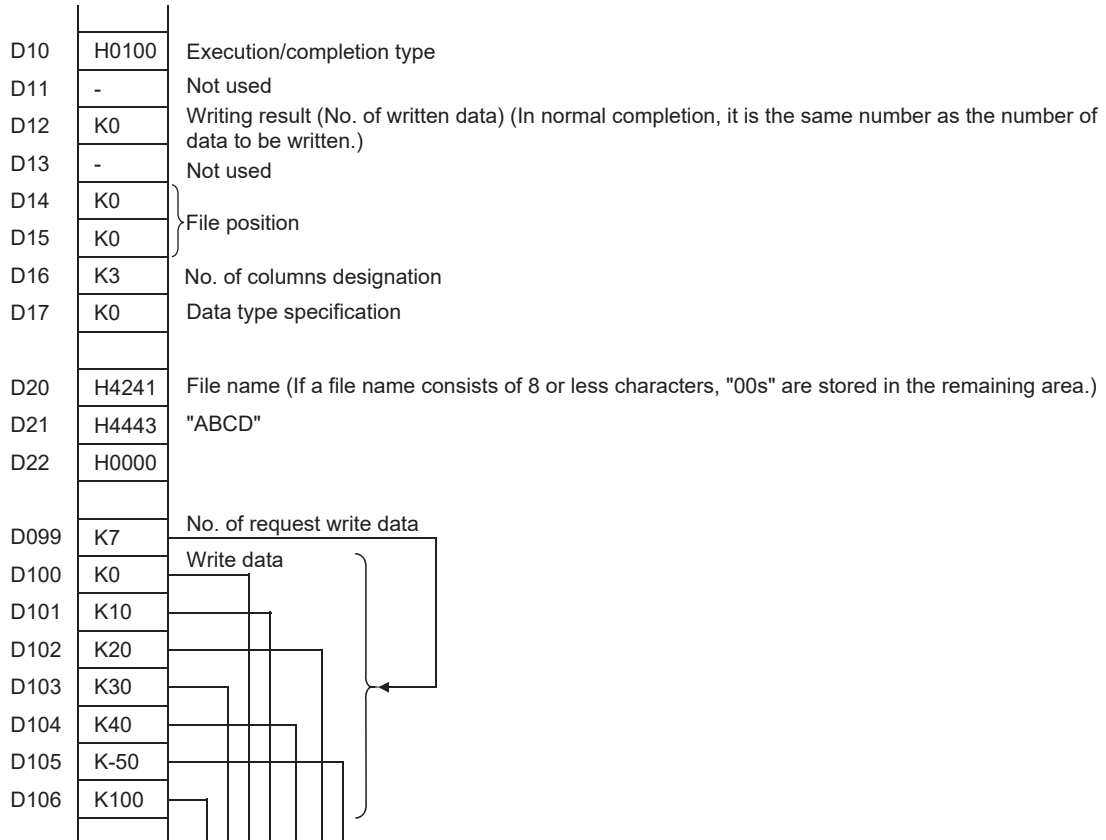 D10 H0100 Execution/completion type
D11 - Not used
D12 K0 Writing result (No. of written data) (In normal completion, it is the same number as the number of
data to be written.)
D13 - Not used
D14 K0
File position
D15 K0
D16 K3 No. of columns designation
D17 K0 Data type specification
D20 H4241 File name (If a file name consists of 8 or less characters, "00s" are stored in the remaining area.)
D21 H4443 "ABCD"
D22 H0000
D099 K7 No. of request write data
D100 K0 Write data
D101 K10
D102 K20
D103 K30
D104 K40
D105 K-50
D106 K100